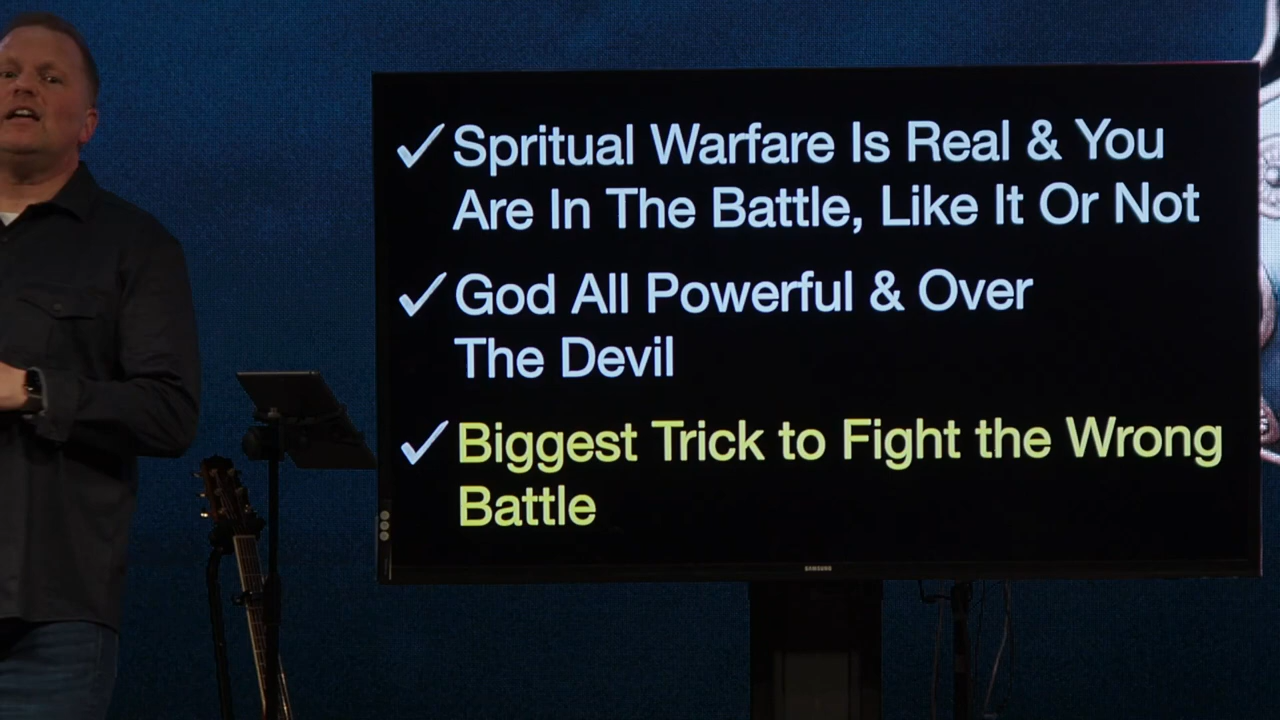 ✓ Spritual Warfare Is Real & You
Are In The Battle, Like It Or Not
✓ God All Powerful & Over
The Devil
✓ Biggest Trick to Fight the Wrong
Battle
SAMSUNG